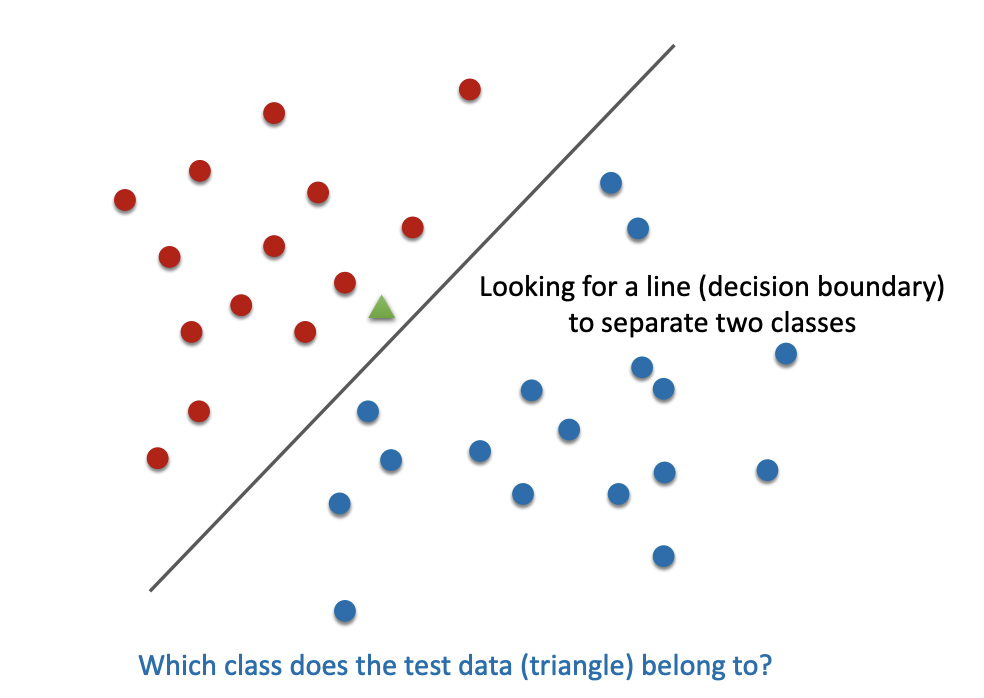 Looking for a line (decision boundary)
to separate two classes
Which class does the test data (triangle) belong to?